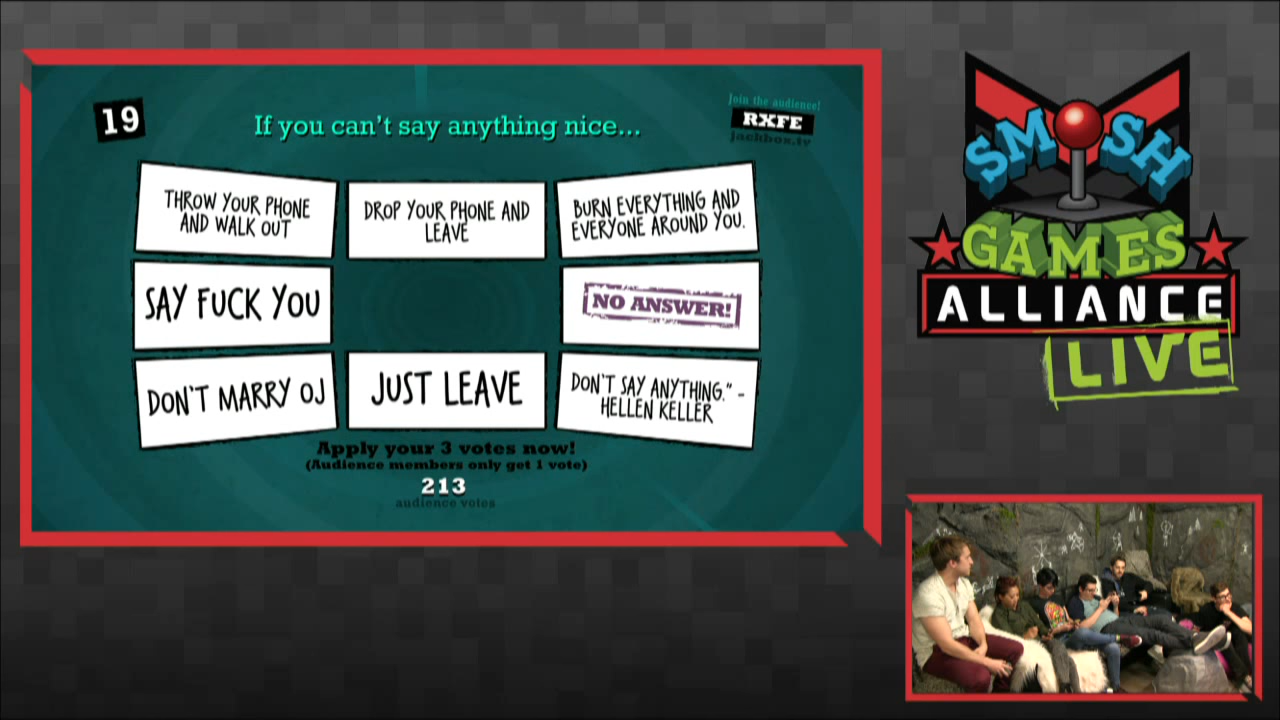 19
If you can't say anything nice...
Join the audience!
RXFE
jackbox.tv
THROW YOUR PHONE
AND WALK OUT
DROP YOUR PHONE AND
LEAVE
BURN EVERYTHING AND
EVERYONE AROUND YOU.
SAY FUCK YOU
NO ANSWER!
DON'T MARRY OJ
JUST LEAVE
DON'T SAY ANYTHING." -
HELLEN KELLER
Apply your 3 votes now!
(Audience members only get 1 vote)
213
audience votes
SMOSH
GAMES
ALLIANCE
LIVE